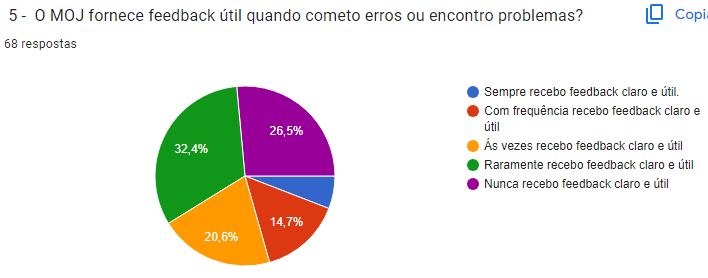 5 - O MOJ fornece feedback útil quando cometo erros ou encontro problemas?
Copia
68 respostas
26,5%
32,4%
14,7%
20,6%
Sempre recebo feedback claro e útil.
Com frequência recebo feedback claro e
útil
Ás vezes recebo feedback claro e útil
Raramente recebo feedback claro e útil
Nunca recebo feedback claro e útil